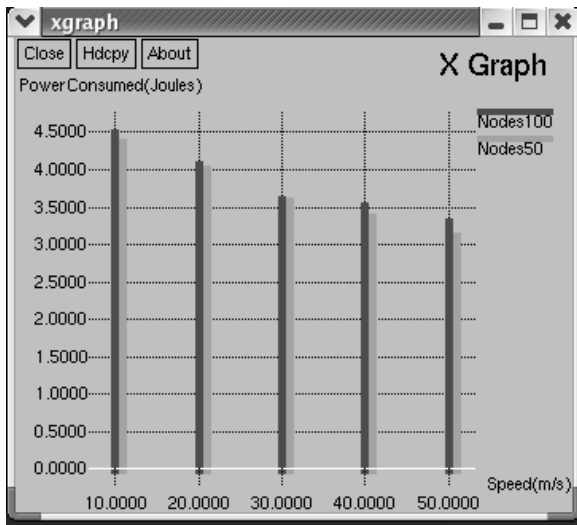 xgraph
Close Hdcpy About
X Graph
Power Consumed(Joules)
Nodes100
Nodes50
4.5000
4.0000
3.5000
3.0000
2.5000
2.0000
1.5000
1.0000
0.5000
0.0000
Speed(m/s)
10.0000 20.0000 30.0000 40.0000 50.0000